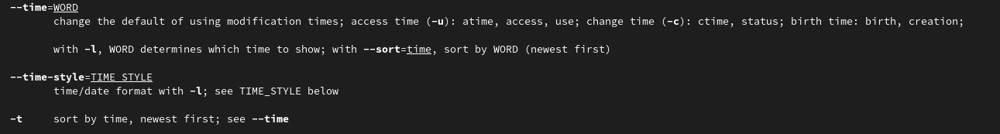 --time=WORD
change the default of using modification times; access time (-u): atime, access, use; change time (-c): ctime, status; birth time: birth, creation;
with -l, WORD determines which time to show; with --sort=time, sort by WORD (newest first)
--time-style=TIME_STYLE
time/date format with -l; see TIME_STYLE below
-t sort by time, newest first; see --time